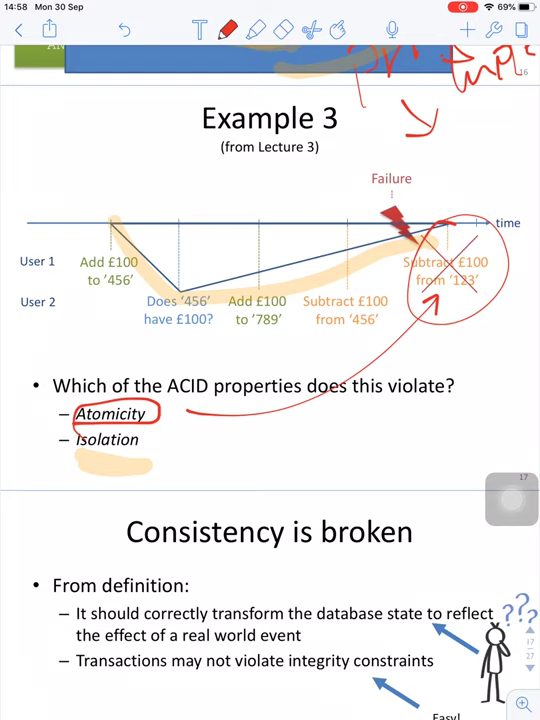 14:58 Mon 30 Sep
69%
16
Example 3
(from Lecture 3)
Failure
time
User 1
Add £100
to '456'
Subtract £100
from '123'
User 2
Does '456'
have £100?
Add £100
to '789'
Subtract £100
from '456'
• Which of the ACID properties does this violate?
– Atomicity
– Isolation
17
Consistency is broken
• From definition:
– It should correctly transform the database state to reflect
the effect of a real world event
– Transactions may not violate integrity constraints
???
17
27
Easy!